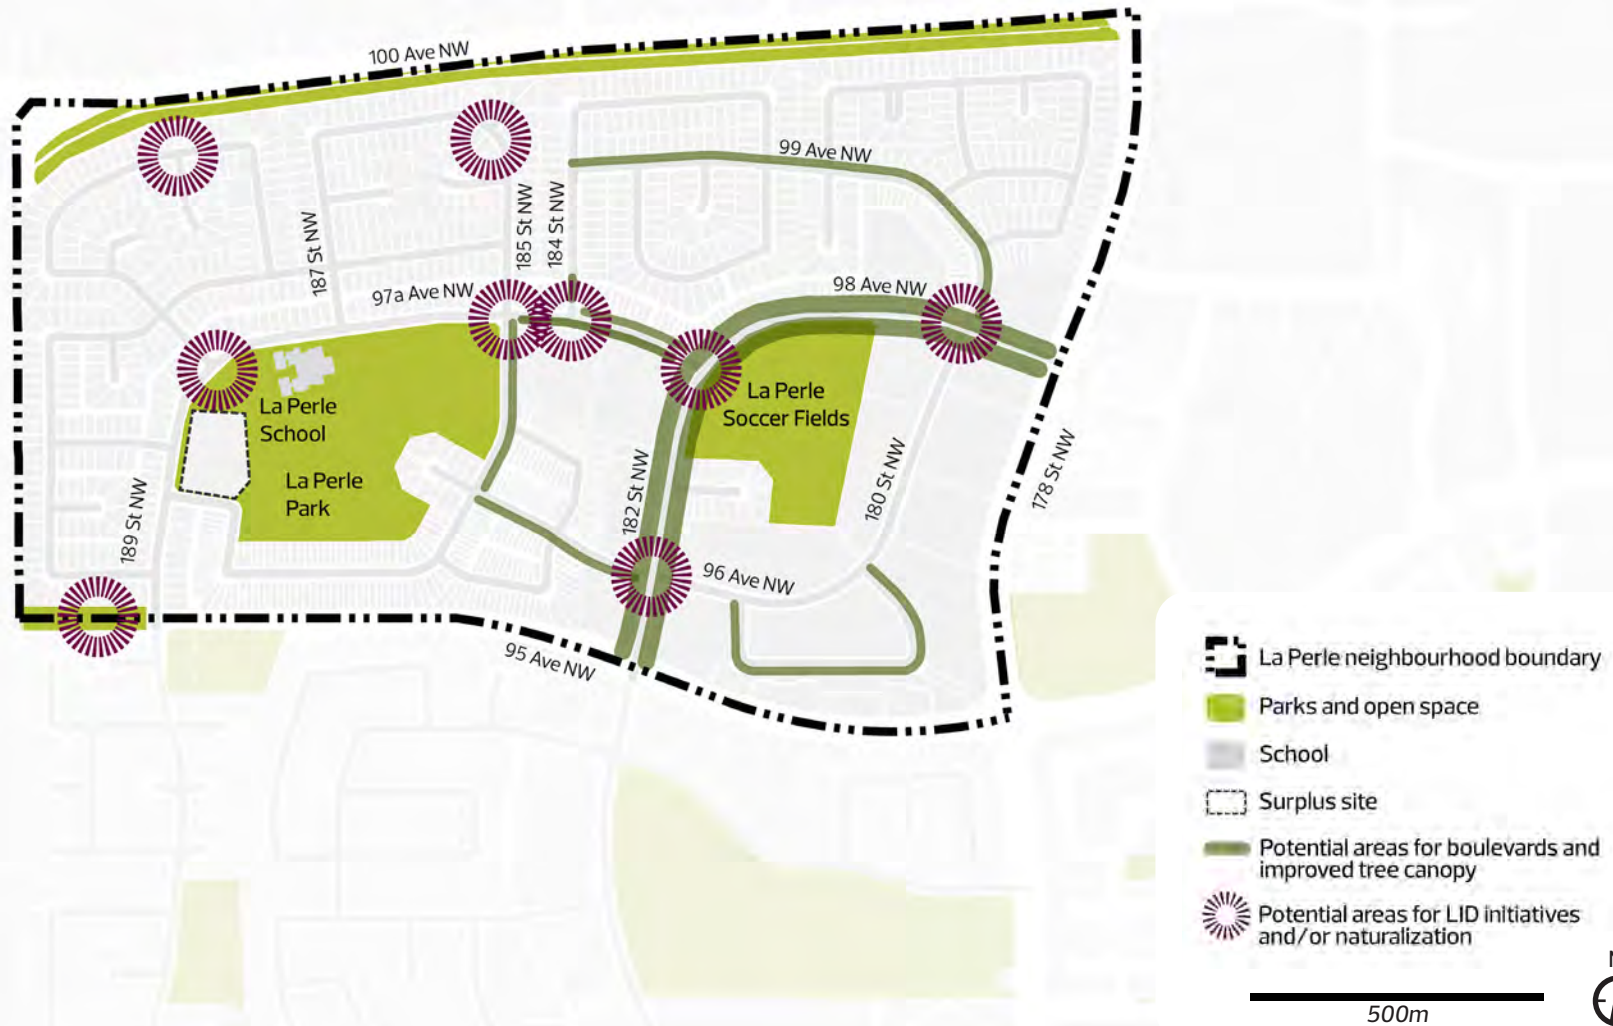 100 Ave NW
99 Ave NW
187 St NW
185 St NW
184 St NW
97a Ave NW
98 Ave NW
La Perle
School
La Perle
Soccer Fields
La Perle
Park
189 St NW
182 St NW
180 St NW
178 St NW
96 Ave NW
95 Ave NW
La Perle neighbourhood boundary
Parks and open space
School
Surplus site
Potential areas for boulevards and
improved tree canopy
Potential areas for LID initiatives
and/or naturalization
500m